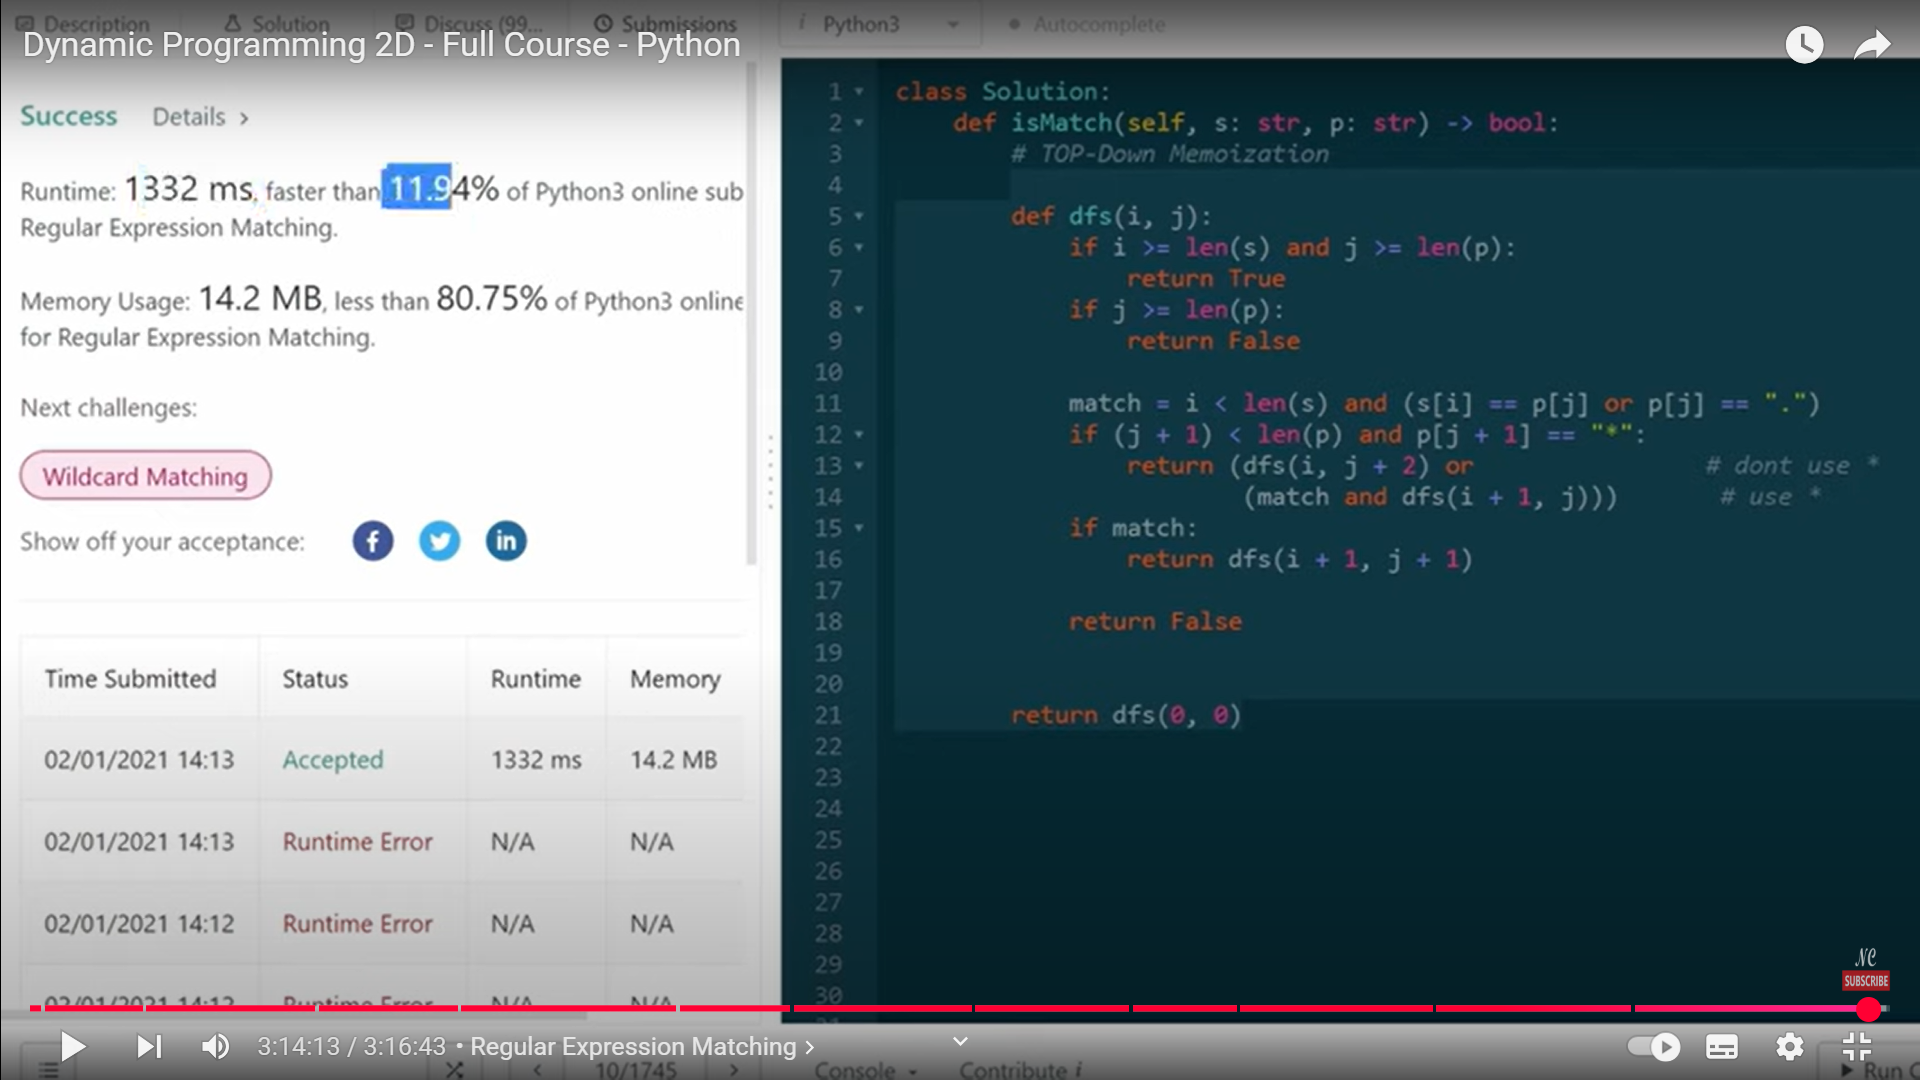 Description Solution Discuss (99... Submissions i Python3 Autocomplete
Dynamic Programming 2D - Full Course - Python
Success Details >
Runtime: 1332 ms, faster than 11.94% of Python3 online sub
Regular Expression Matching.
Memory Usage: 14.2 MB, less than 80.75% of Python3 online
for Regular Expression Matching.
Next challenges:
Wildcard Matching
Show off your acceptance: f in
Time Submitted Status Runtime Memory
02/01/2021 14:13 Accepted 1332 ms 14.2 MB
02/01/2021 14:13 Runtime Error N/A N/A
02/01/2021 14:12 Runtime Error N/A N/A
02/01/2021 14:12 Runtime Error N/A N/A
1 class Solution:
2 def isMatch(self, s: str, p: str) -> bool:
3 # TOP-Down Memoization
4
5 def dfs(i, j):
6 if i >= len(s) and j >= len(p):
7 return True
8 if j >= len(p):
9 return False
10
11 match = i < len(s) and (s[i] == p[j] or p[j] == ".")
12 if (j + 1) < len(p) and p[j + 1] == "*":
13 return (dfs(i, j + 2) or # dont use *
14 (match and dfs(i + 1, j))) # use *
15 if match:
16 return dfs(i + 1, j + 1)
17
18 return False
19
20
21 return dfs(0, 0)
22
23
24
25
26
27
28
29
30
NC
SUBSCRIBE
3:14:13 / 3:16:43 • Regular Expression Matching >
< 10/1745 > Console Contribute i Run C